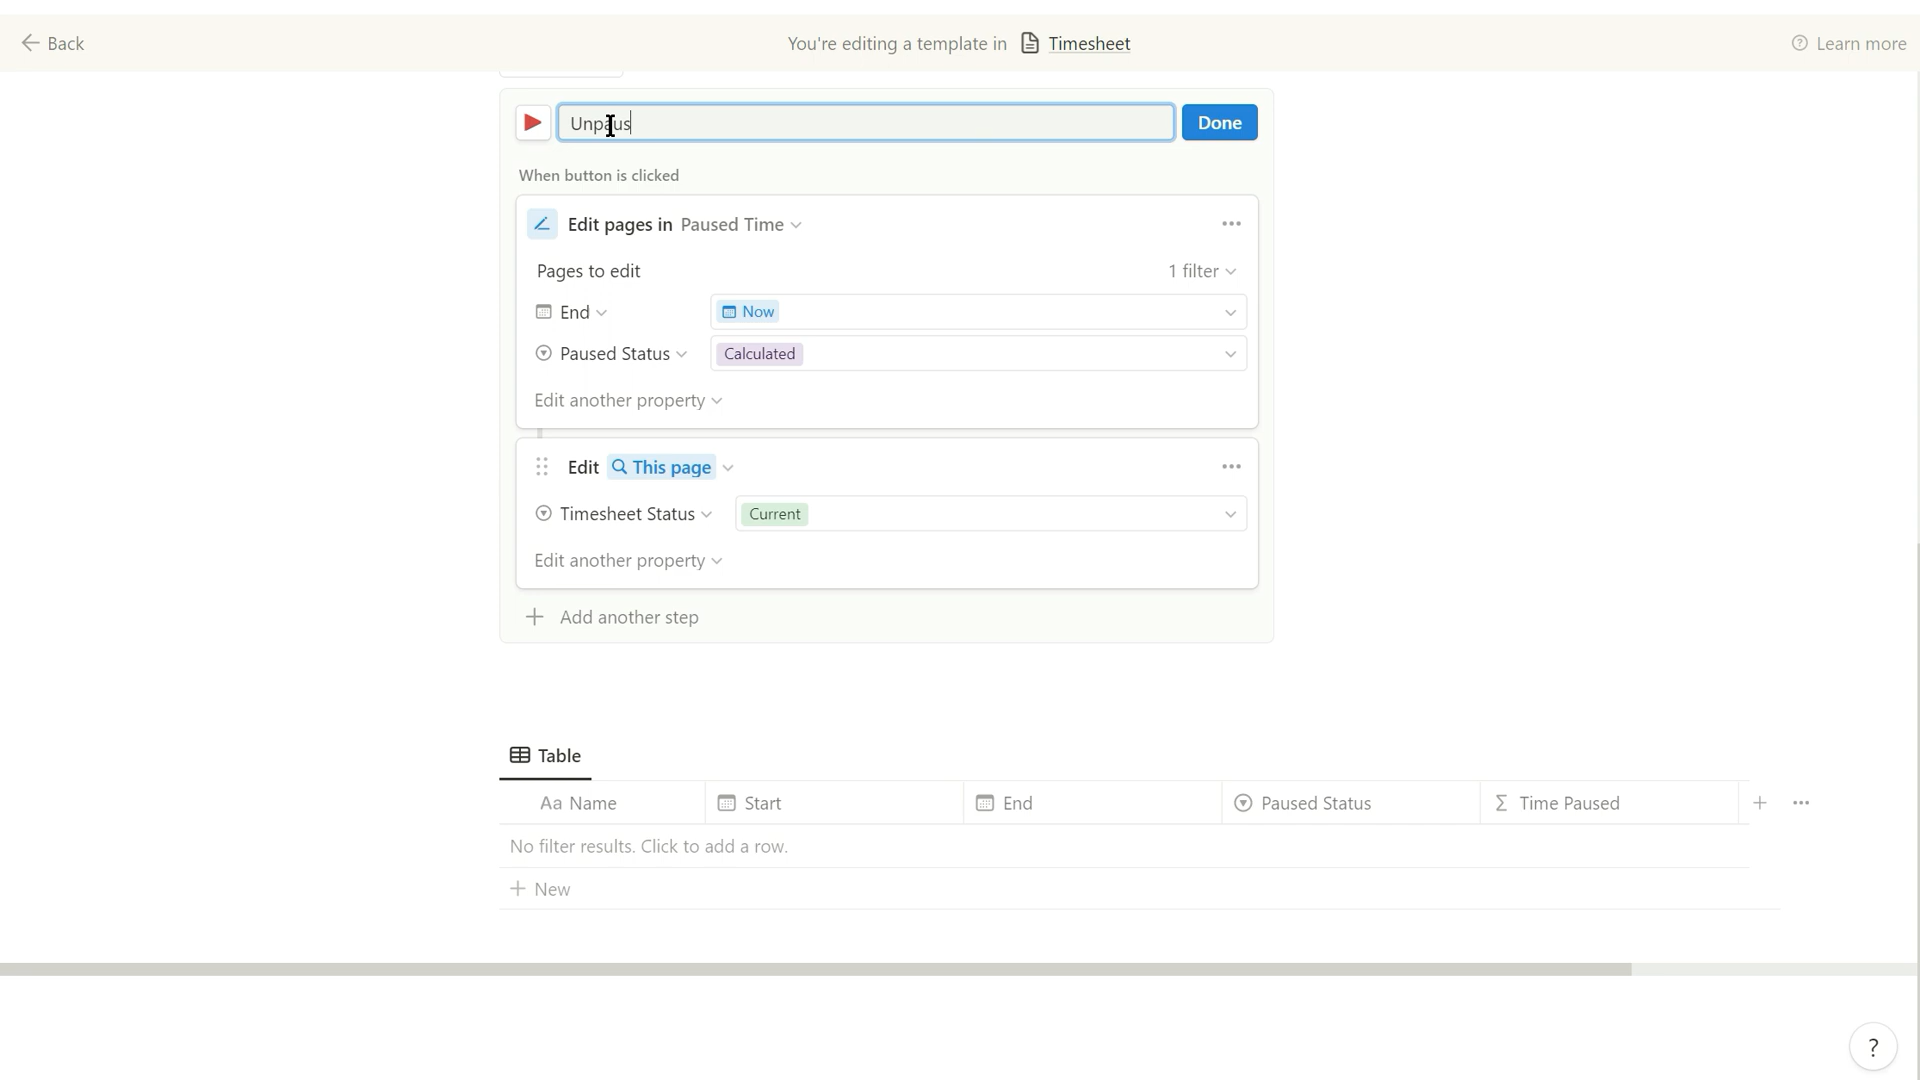 Back
You're editing a template in Timesheet
Learn more
Unpaus
Done
When button is clicked
Edit pages in Paused Time
Pages to edit
1 filter
End
Now
Paused Status
Calculated
Edit another property
Edit This page
Timesheet Status
Current
Edit another property
Add another step
Table
Aa Name
Start
End
Paused Status
Σ Time Paused
No filter results. Click to add a row.
New
?